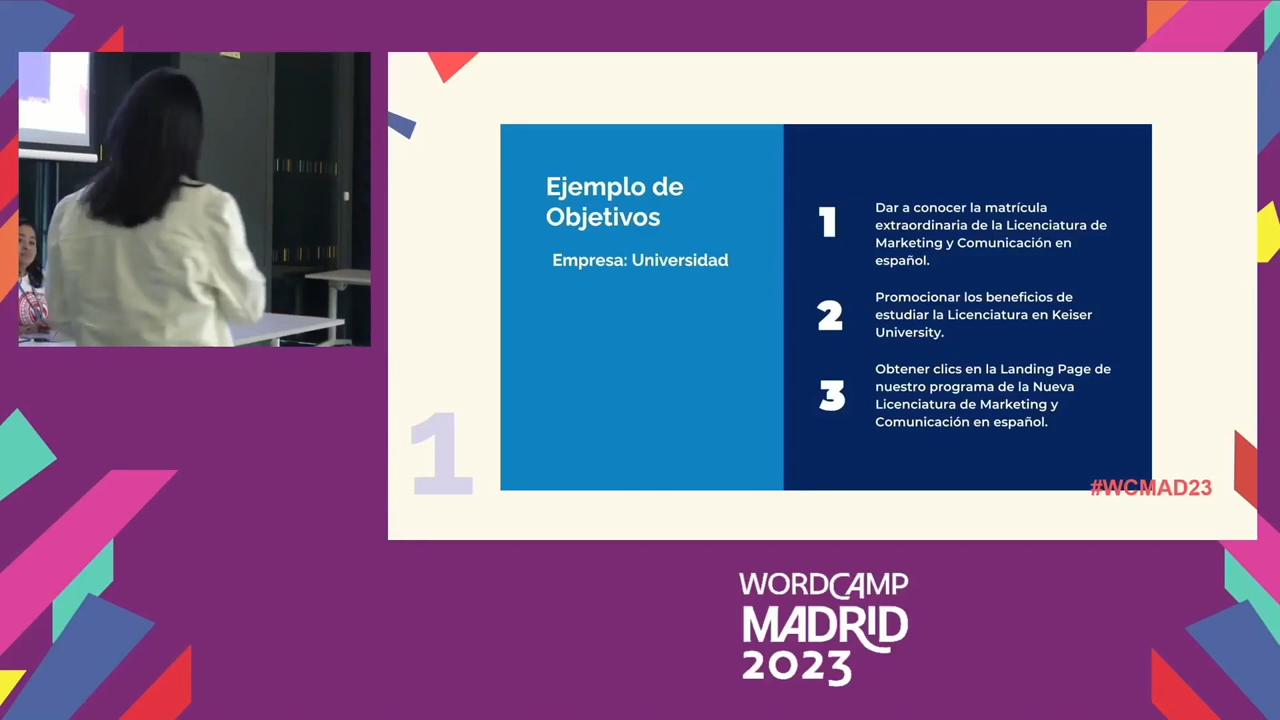 Ejemplo de
Objetivos
Empresa: Universidad
1
Dar a conocer la matrícula
extraordinaria de la Licenciatura de
Marketing y Comunicación en
español.
2
Promocionar los beneficios de
estudiar la Licenciatura en Keiser
University.
3
Obtener clics en la Landing Page de
nuestro programa de la Nueva
Licenciatura de Marketing y
Comunicación en español.
1
#WCMAD23
WORDCAMP
MADRID
2023